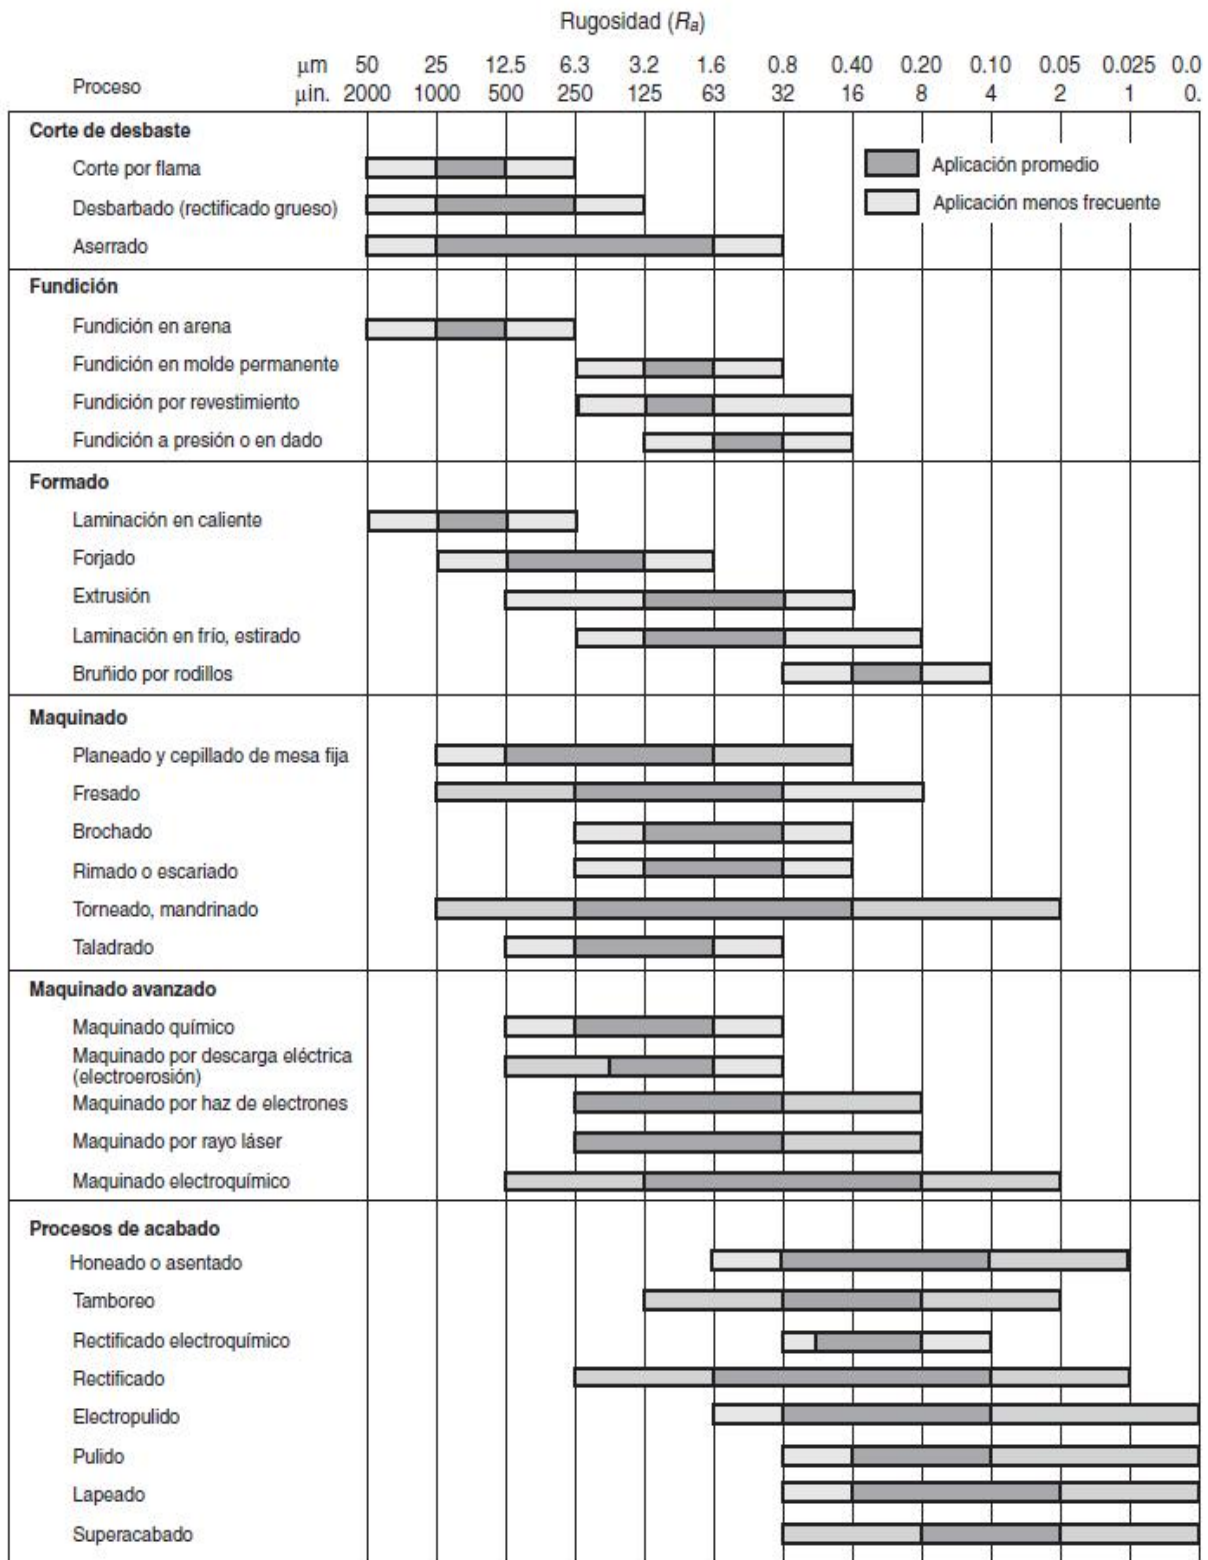 Rugosidad (Ra)
μm 50 25 12.5 6.3 3.2 1.6 0.8 0.40 0.20 0.10 0.05 0.025 0.0
Proceso
μin. 2000 1000 500 250 125 63 32 16 8 4 2 1 0.
Corte de desbaste
Corte por flama
Aplicación promedio
Desbarbado (rectificado grueso)
Aplicación menos frecuente
Aserrado
Fundición
Fundición en arena
Fundición en molde permanente
Fundición por revestimiento
Fundición a presión o en dado
Formado
Laminación en caliente
Forjado
Extrusión
Laminación en frío, estirado
Bruñido por rodillos
Maquinado
Planeado y cepillado de mesa fija
Fresado
Brochado
Rimado o escariado
Torneado, mandrinado
Taladrado
Maquinado avanzado
Maquinado químico
Maquinado por descarga eléctrica
(electroerosión)
Maquinado por haz de electrones
Maquinado por rayo láser
Maquinado electroquímico
Procesos de acabado
Honeado o asentado
Tamboreo
Rectificado electroquímico
Rectificado
Electropulido
Pulido
Lapeado
Superacabado